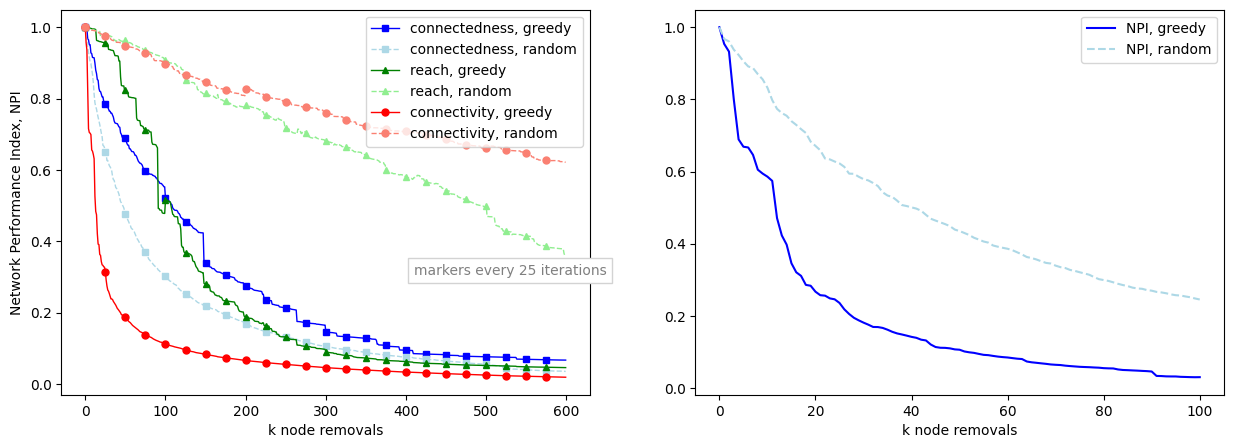 Network Performance Index, NPI
1.0
0.8
0.6
0.4
0.2
0.0
connectedness, greedy
connectedness, random
reach, greedy
reach, random
connectivity, greedy
connectivity, random
markers every 25 iterations
0 100 200 300 400 500 600
k node removals
1.0
0.8
0.6
0.4
0.2
0.0
NPI, greedy
NPI, random
0 20 40 60 80 100
k node removals